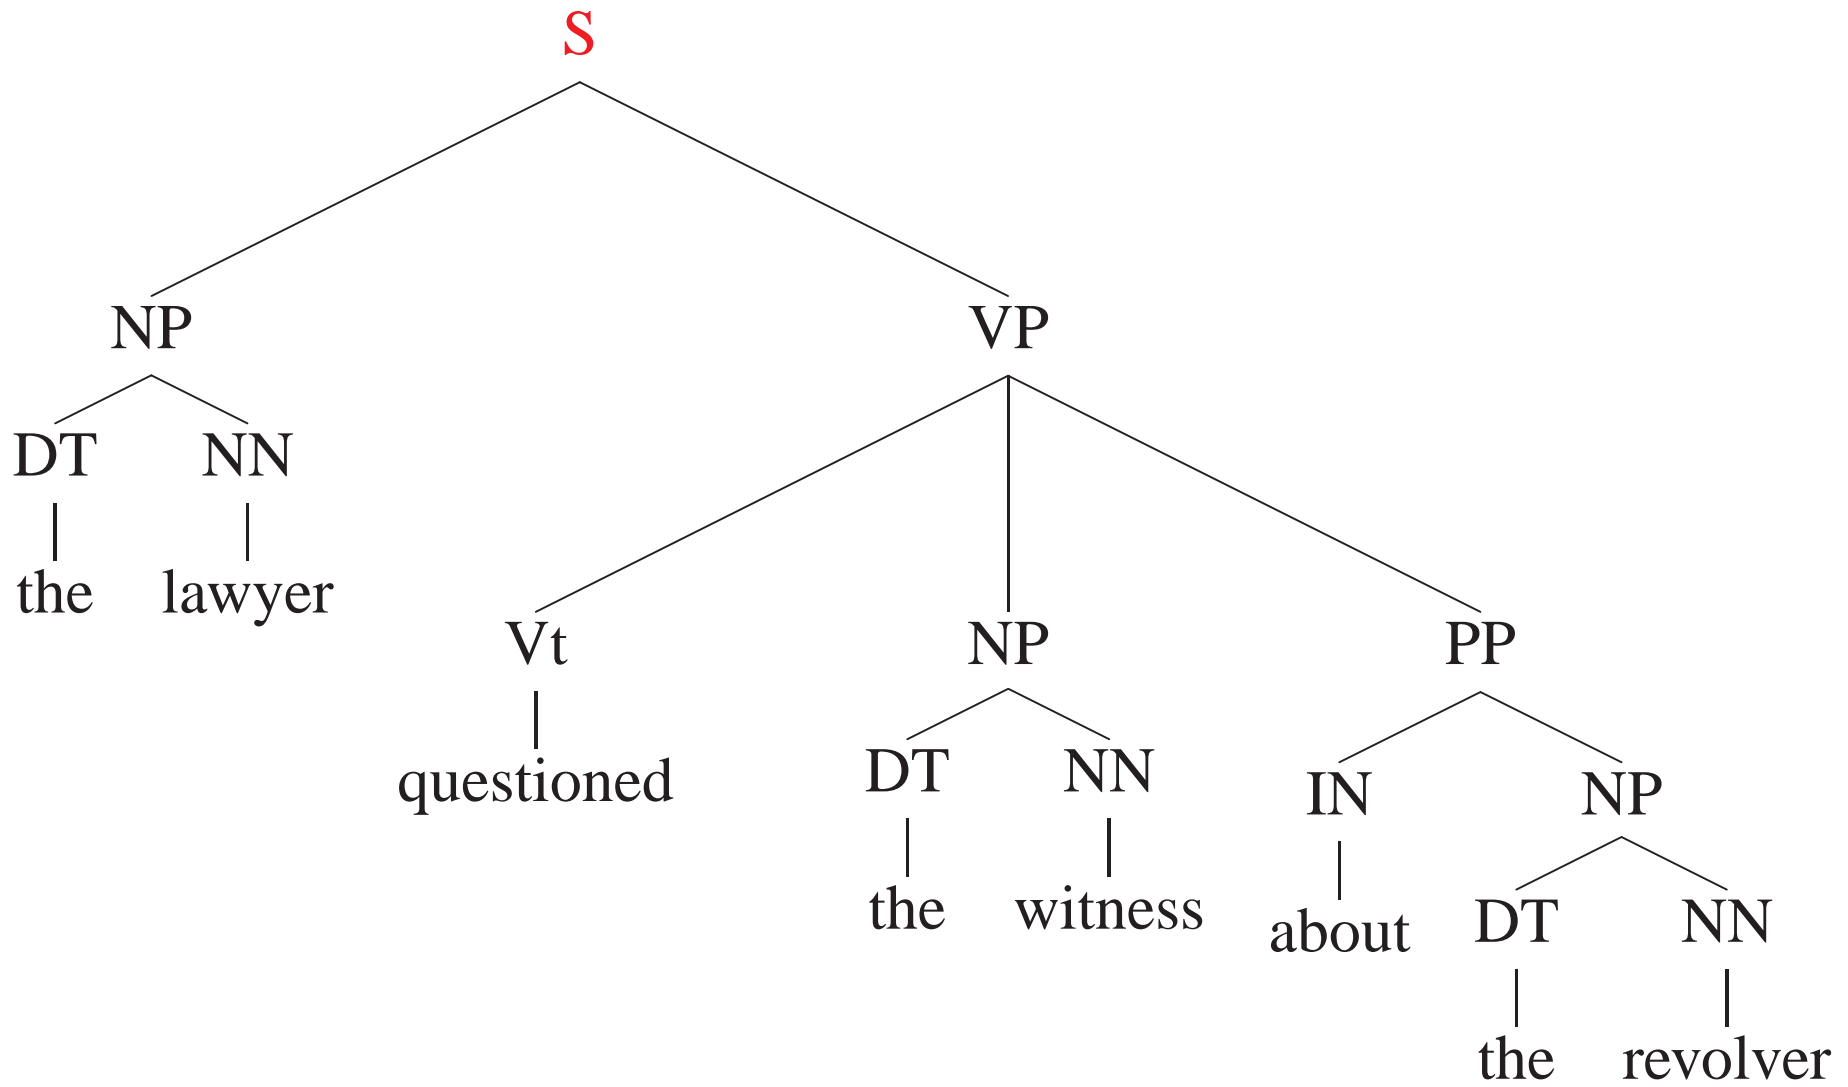 S
NP VP
DT NN
the lawyer
Vt NP PP
questioned DT NN IN NP
the witness about DT NN
the revolver